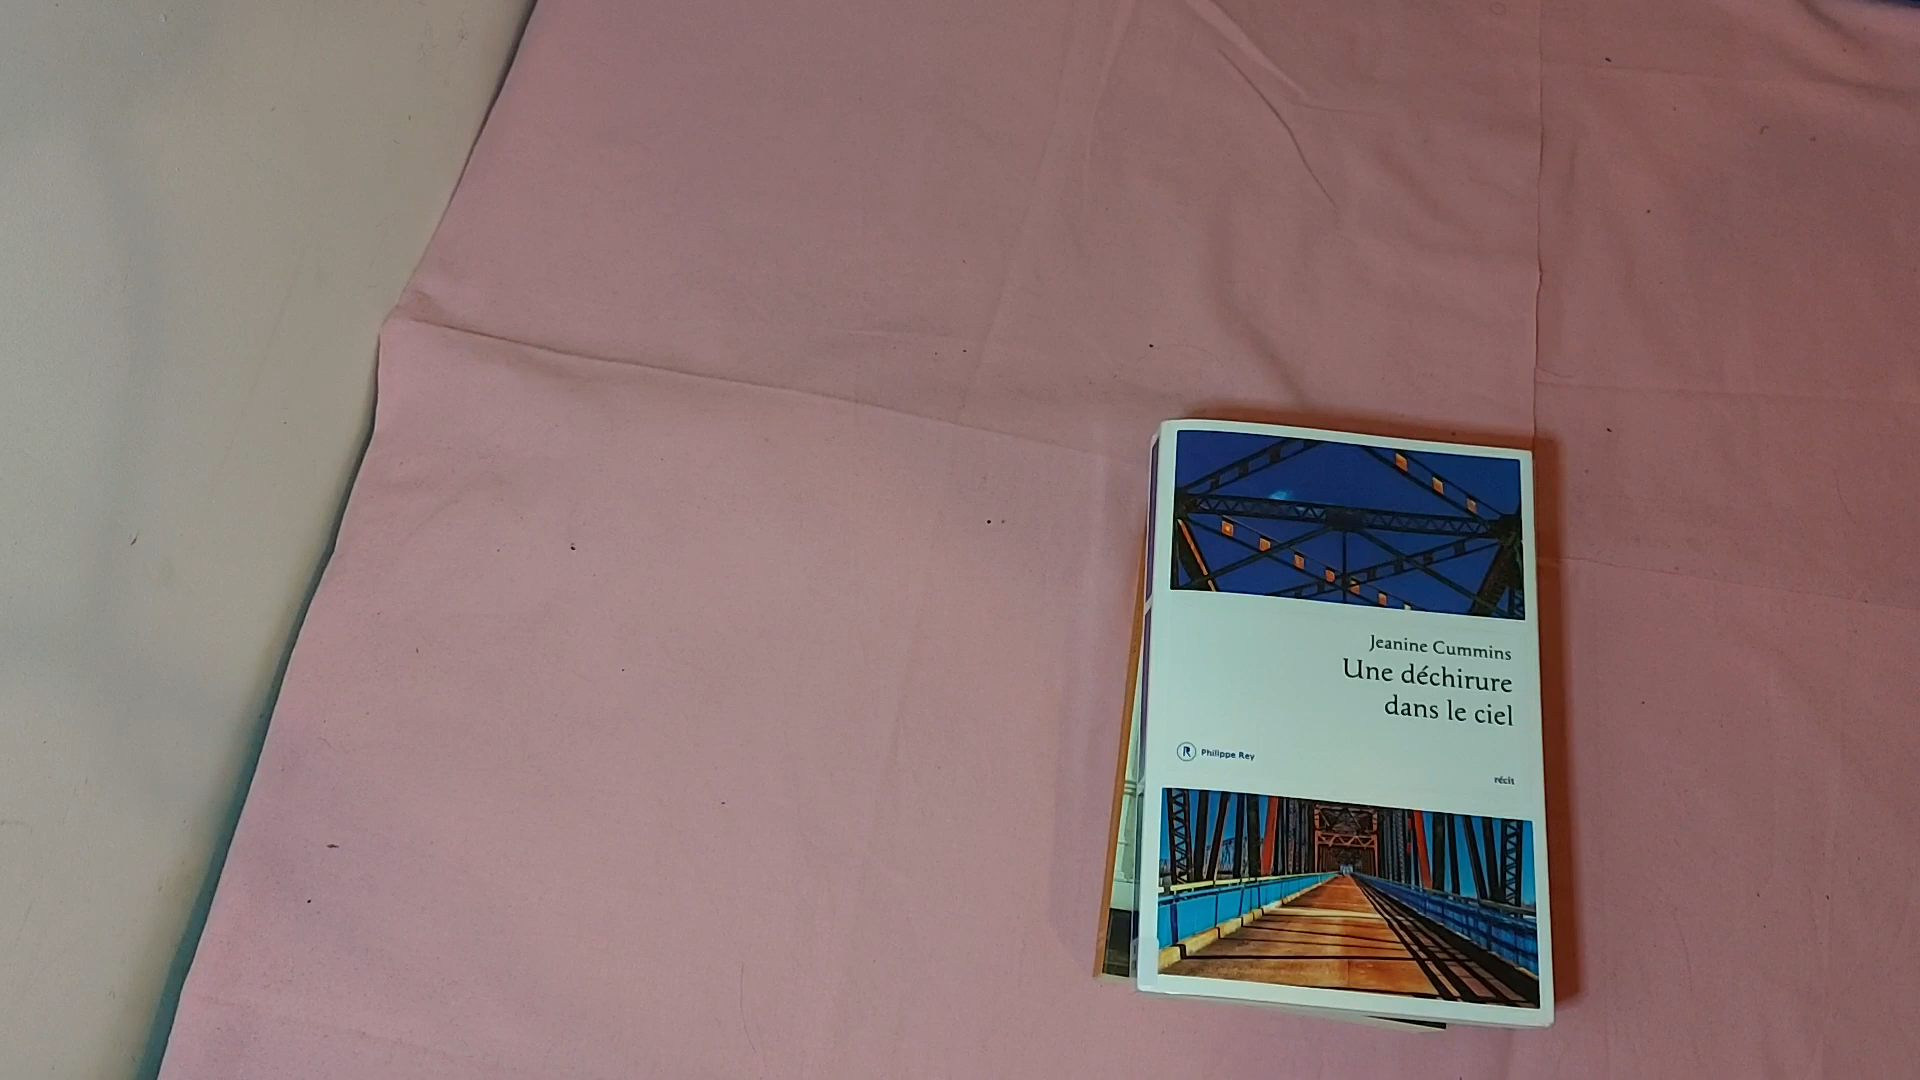 Jeanine Cummins
Une déchirure
dans le ciel
R Philippe Rey
récit